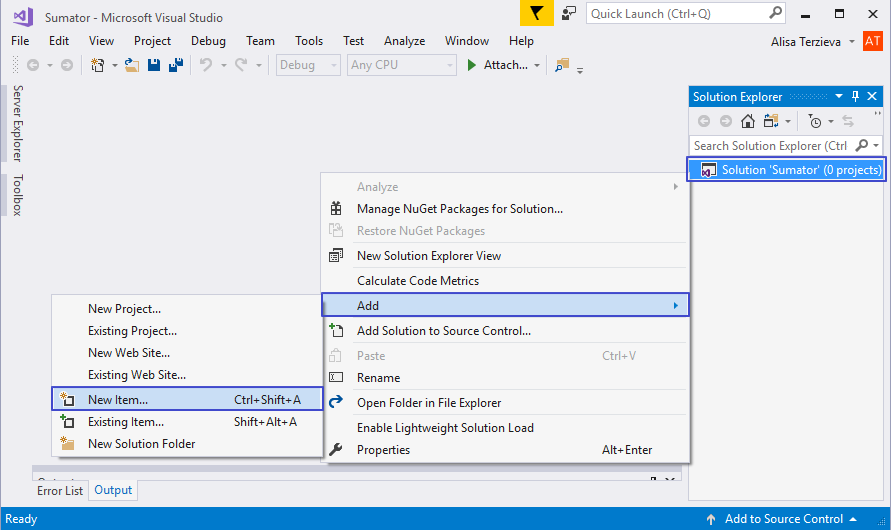 Sumator - Microsoft Visual Studio
Quick Launch (Ctrl+Q)
File Edit View Project Debug Team Tools Test Analyze Window Help
Alisa Terzieva AT
Debug Any CPU Attach...
Server Explorer
Toolbox
Solution Explorer
Search Solution Explorer (Ctrl
Solution 'Sumator' (0 projects)
Analyze
Manage NuGet Packages for Solution...
Restore NuGet Packages
New Solution Explorer View
Calculate Code Metrics
Add
Add Solution to Source Control...
Paste Ctrl+V
Rename
Open Folder in File Explorer
Enable Lightweight Solution Load
Properties Alt+Enter
New Project...
Existing Project...
New Web Site...
Existing Web Site...
New Item... Ctrl+Shift+A
Existing Item... Shift+Alt+A
New Solution Folder
Error List Output
Ready
Add to Source Control